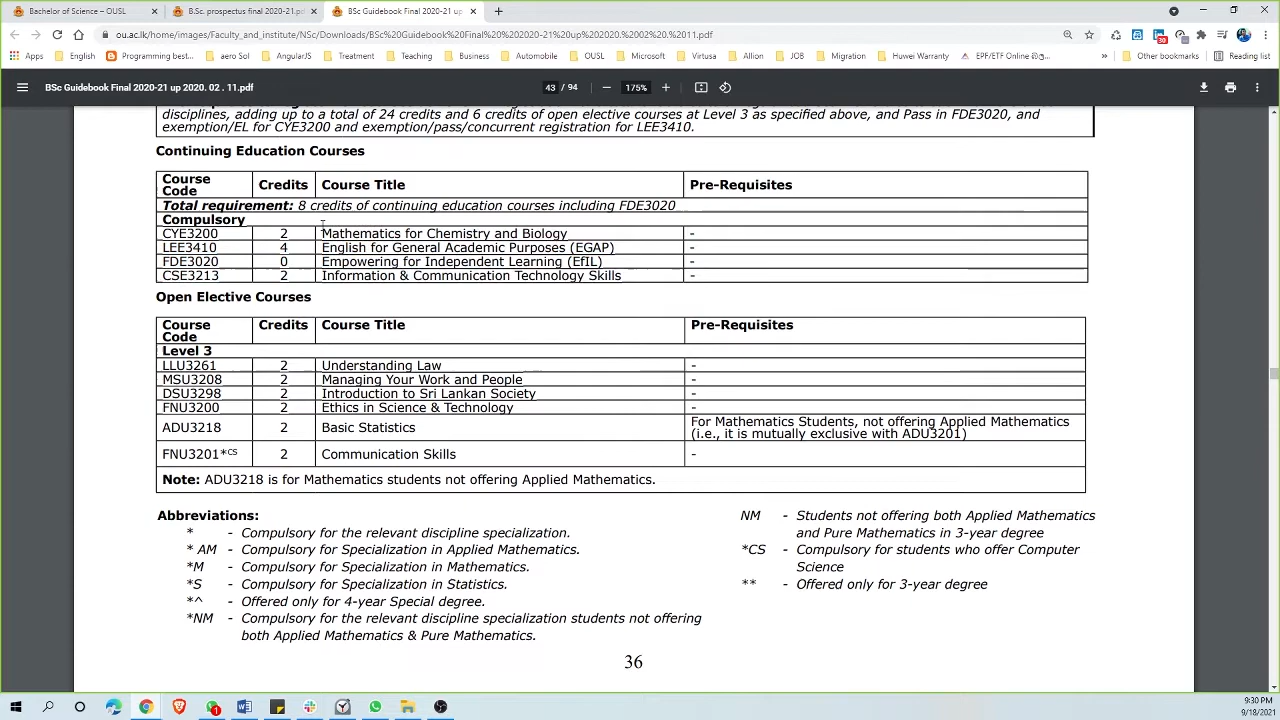 Bachelor of Science – OUSL
B.Sc. prospectus final 2020-21.pd
BSc Guidebook Final 2020-21 up
ou.ac.lk/home/images/Faculty_and_institute/NSc/Downloads/BSc%20Guidebook%20Final%20%202020-21%20up%202020.%2002%20.%2011.pdf
Apps English Programming best... aero Sol AngularJS Treatment Teaching Business Automobile OUSL Microsoft Virtusa Allion JOB Migration Huwei Warranty Other bookmarks Reading list
BSc Guidebook Final 2020-21 up 2020. 02 . 11.pdf 43 / 94 175%
disciplines, adding up to a total of 24 credits and 6 credits of open elective courses at Level 3 as specified above, and Pass in FDE3020, and
exemption/EL for CYE3200 and exemption/pass/concurrent registration for LEE3410.
Continuing Education Courses
Course Code Credits Course Title Pre-Requisites
Total requirement: 8 credits of continuing education courses including FDE3020
Compulsory
CYE3200 2 Mathematics for Chemistry and Biology -
LEE3410 4 English for General Academic Purposes (EGAP) -
FDE3020 0 Empowering for Independent Learning (EfIL) -
CSE3213 2 Information & Communication Technology Skills -
Open Elective Courses
Course Code Credits Course Title Pre-Requisites
Level 3
LLU3261 2 Understanding Law -
MSU3208 2 Managing Your Work and People -
DSU3298 2 Introduction to Sri Lankan Society -
FNU3200 2 Ethics in Science & Technology -
ADU3218 2 Basic Statistics For Mathematics Students, not offering Applied Mathematics
(i.e., it is mutually exclusive with ADU3201)
FNU3201*CS 2 Communication Skills -
Note: ADU3218 is for Mathematics students not offering Applied Mathematics.
Abbreviations:
* - Compulsory for the relevant discipline specialization.
* AM - Compulsory for Specialization in Applied Mathematics.
*M - Compulsory for Specialization in Mathematics.
*S - Compulsory for Specialization in Statistics.
*^ - Offered only for 4-year Special degree.
*NM - Compulsory for the relevant discipline specialization students not offering
both Applied Mathematics & Pure Mathematics.
NM - Students not offering both Applied Mathematics
and Pure Mathematics in 3-year degree
*CS - Compulsory for students who offer Computer
Science
** - Offered only for 3-year degree
36
9:30 PM
9/18/2021